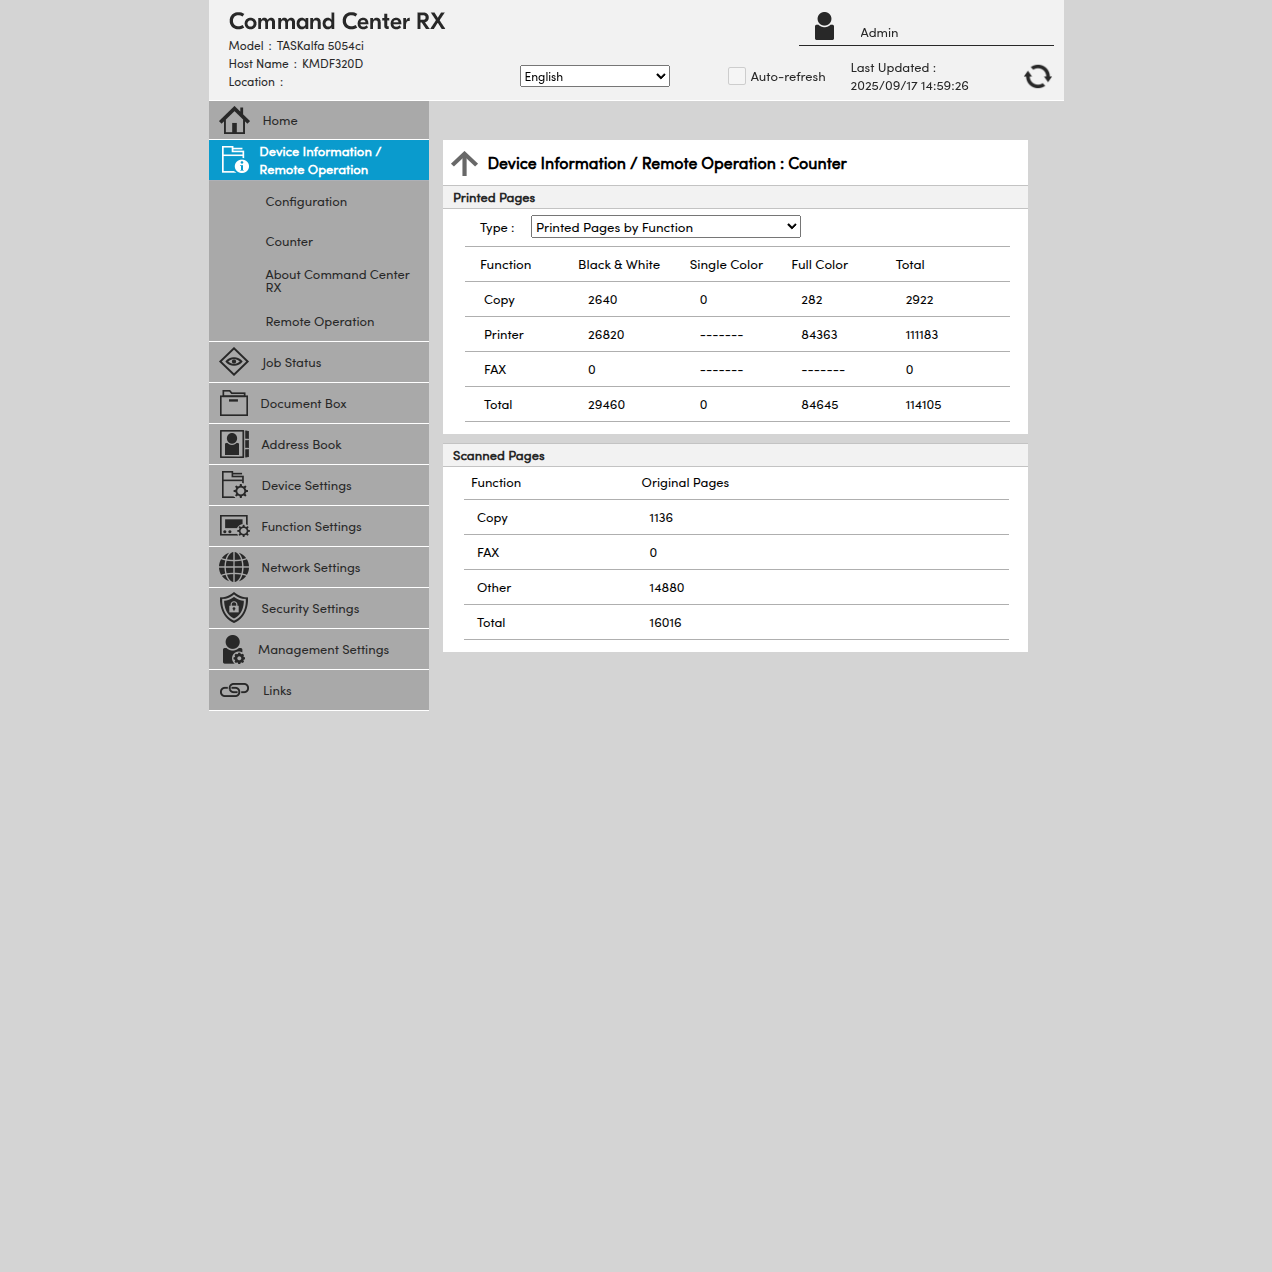 Command Center RX
Model : TASKalfa 5054ci
Host Name : KMDF320D
Location :
Admin
English
Auto-refresh
Last Updated :
2025/09/17 14:59:26
Home
Device Information /
Remote Operation
Configuration
Counter
About Command Center
RX
Remote Operation
Job Status
Document Box
Address Book
Device Settings
Function Settings
Network Settings
Security Settings
Management Settings
Links
Device Information / Remote Operation : Counter
Printed Pages
Type : Printed Pages by Function
Function Black & White Single Color Full Color Total
Copy 2640 0 282 2922
Printer 26820 ------- 84363 111183
FAX 0 ------- ------- 0
Total 29460 0 84645 114105
Scanned Pages
Function Original Pages
Copy 1136
FAX 0
Other 14880
Total 16016